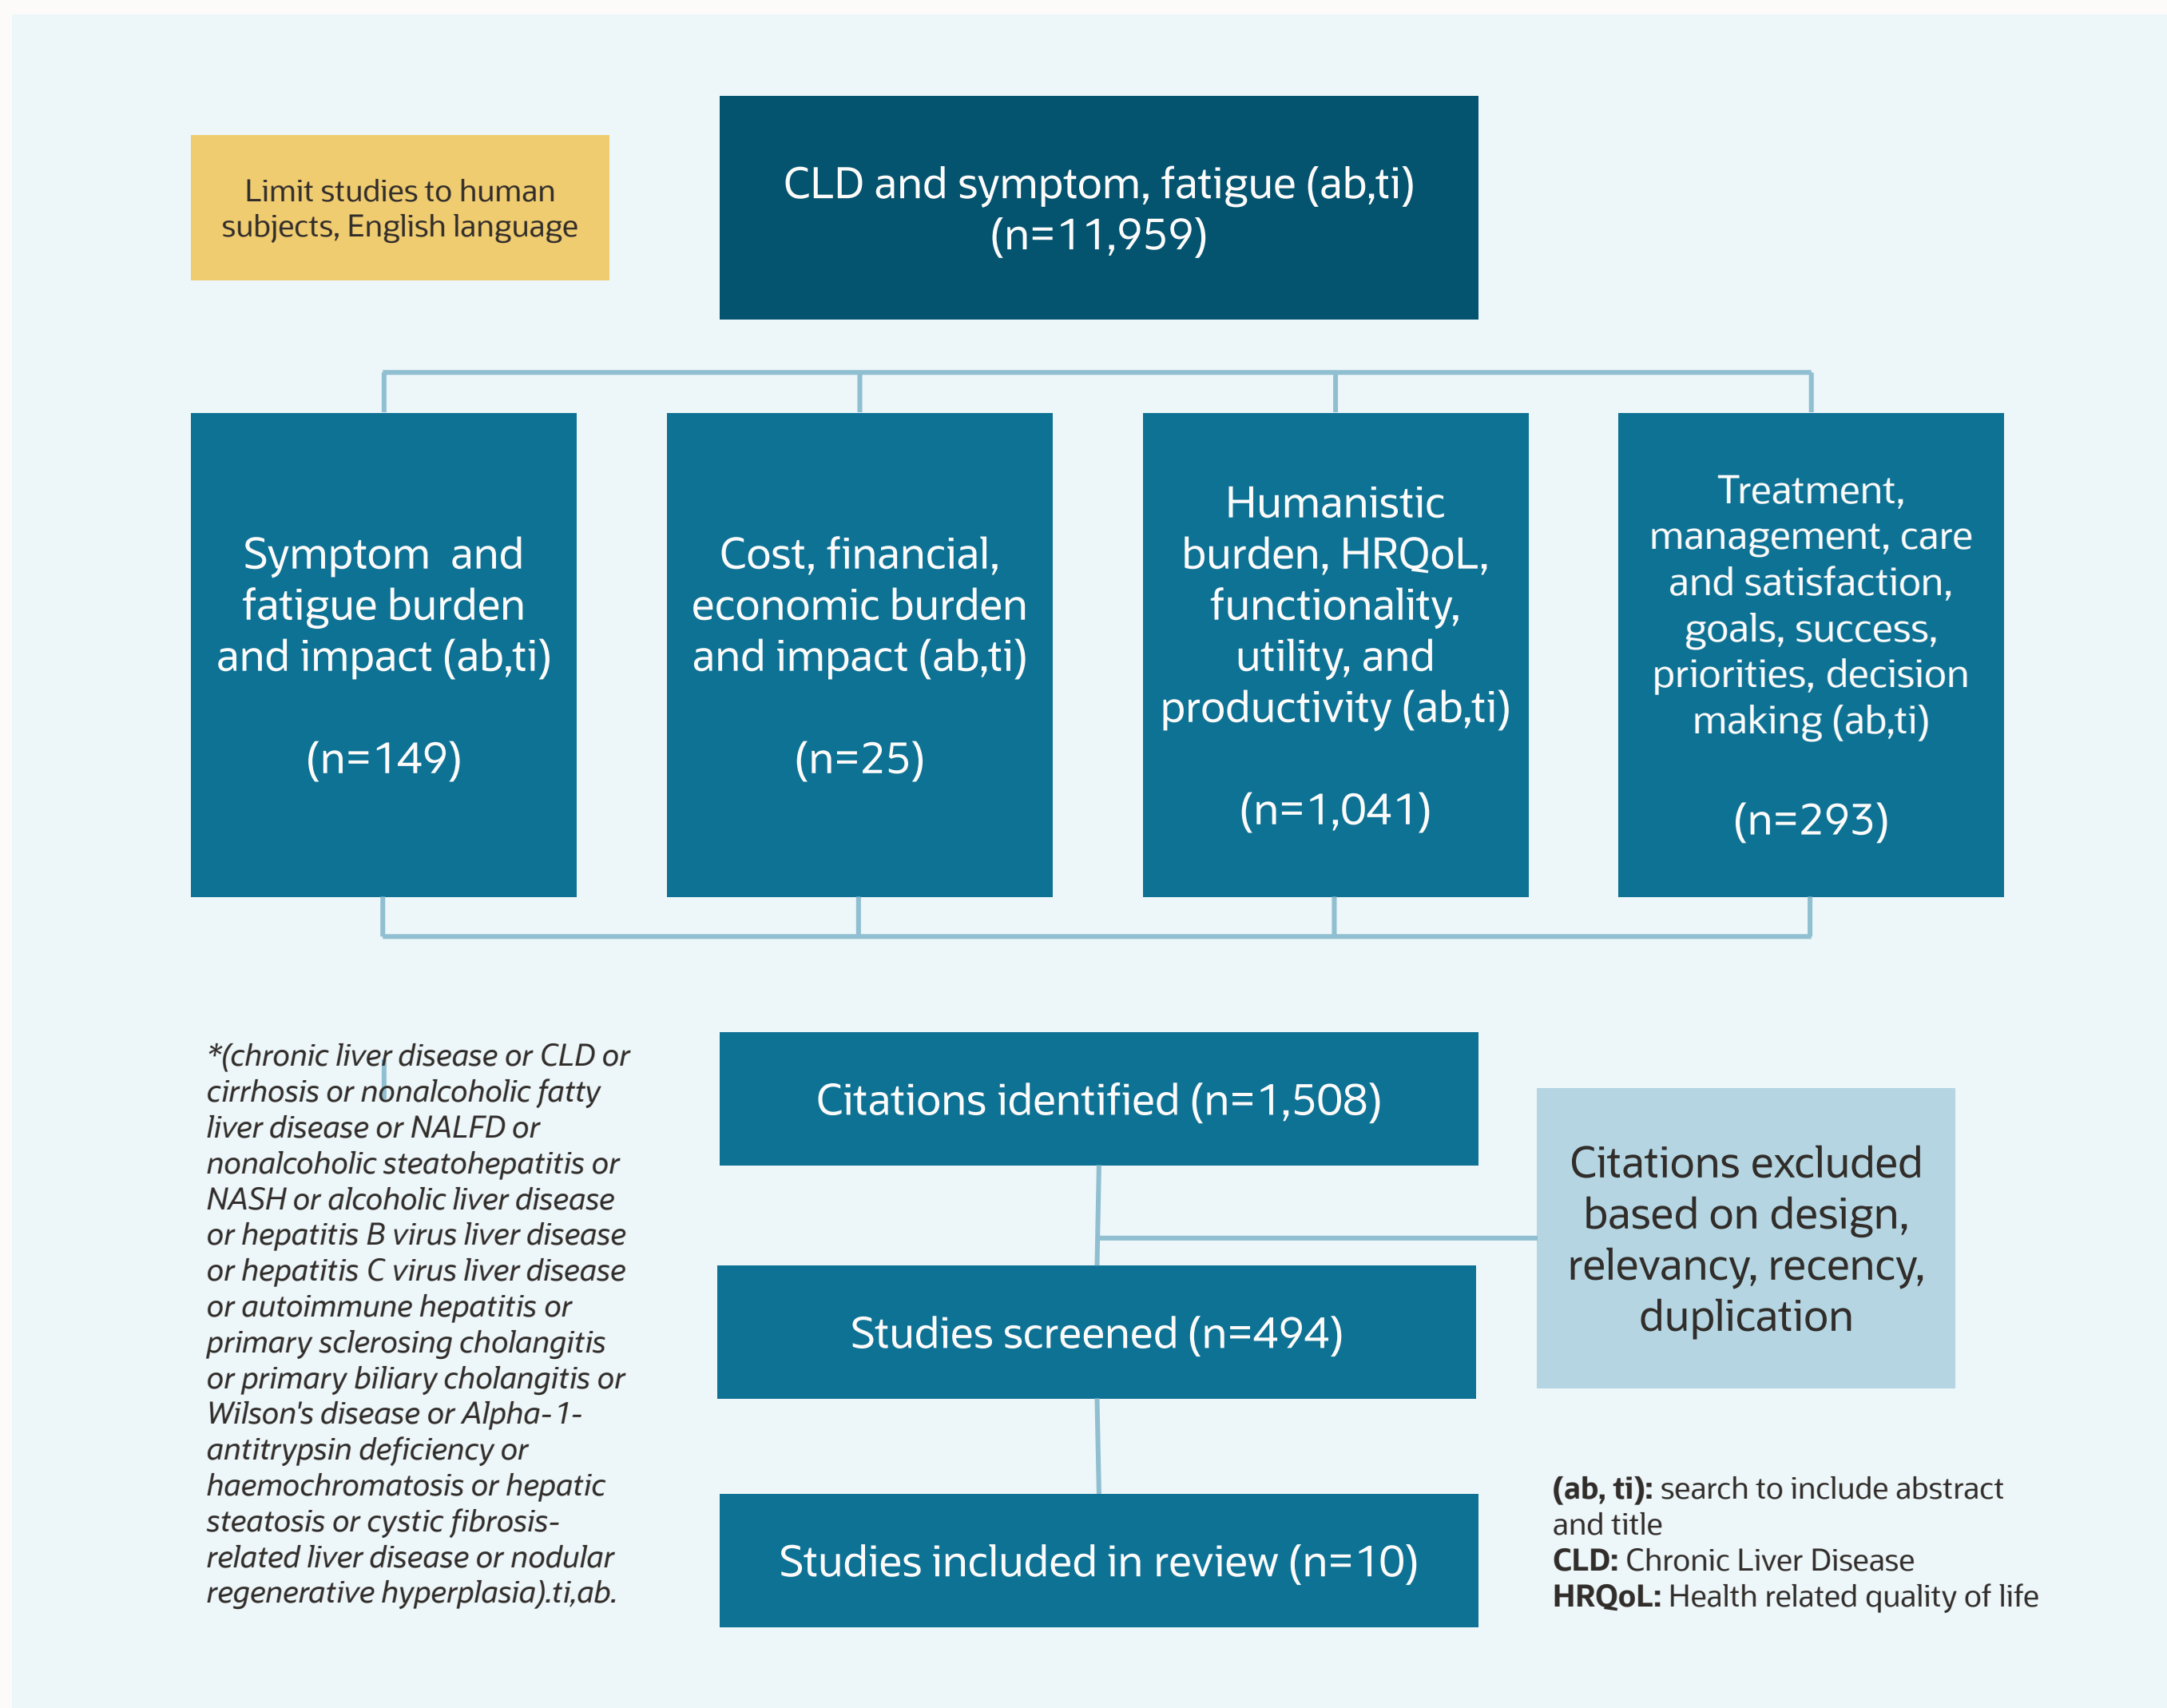 Limit studies to human
subjects, English language
CLD and symptom, fatigue (ab,ti)
(n=11,959)
Symptom and
fatigue burden
and impact (ab,ti)
(n=149)
Cost, financial,
economic burden
and impact (ab,ti)
(n=25)
Humanistic
burden, HRQoL,
functionality,
utility, and
productivity (ab,ti)
(n=1,041)
Treatment,
management, care
and satisfaction,
goals, success,
priorities, decision
making (ab,ti)
(n=293)
*(chronic liver disease or CLD or
cirrhosis or nonalcoholic fatty
liver disease or NALFD or
nonalcoholic steatohepatitis or
NASH or alcoholic liver disease
or hepatitis B virus liver disease
or hepatitis C virus liver disease
or autoimmune hepatitis or
primary sclerosing cholangitis
or primary biliary cholangitis or
Wilson's disease or Alpha-1-
antitrypsin deficiency or
haemochromatosis or hepatic
steatosis or cystic fibrosis-
related liver disease or nodular
regenerative hyperplasia).ti,ab.
Citations identified (n=1,508)
Citations excluded
based on design,
relevancy, recency,
duplication
Studies screened (n=494)
Studies included in review (n=10)
(ab, ti): search to include abstract
and title
CLD: Chronic Liver Disease
HRQoL: Health related quality of life